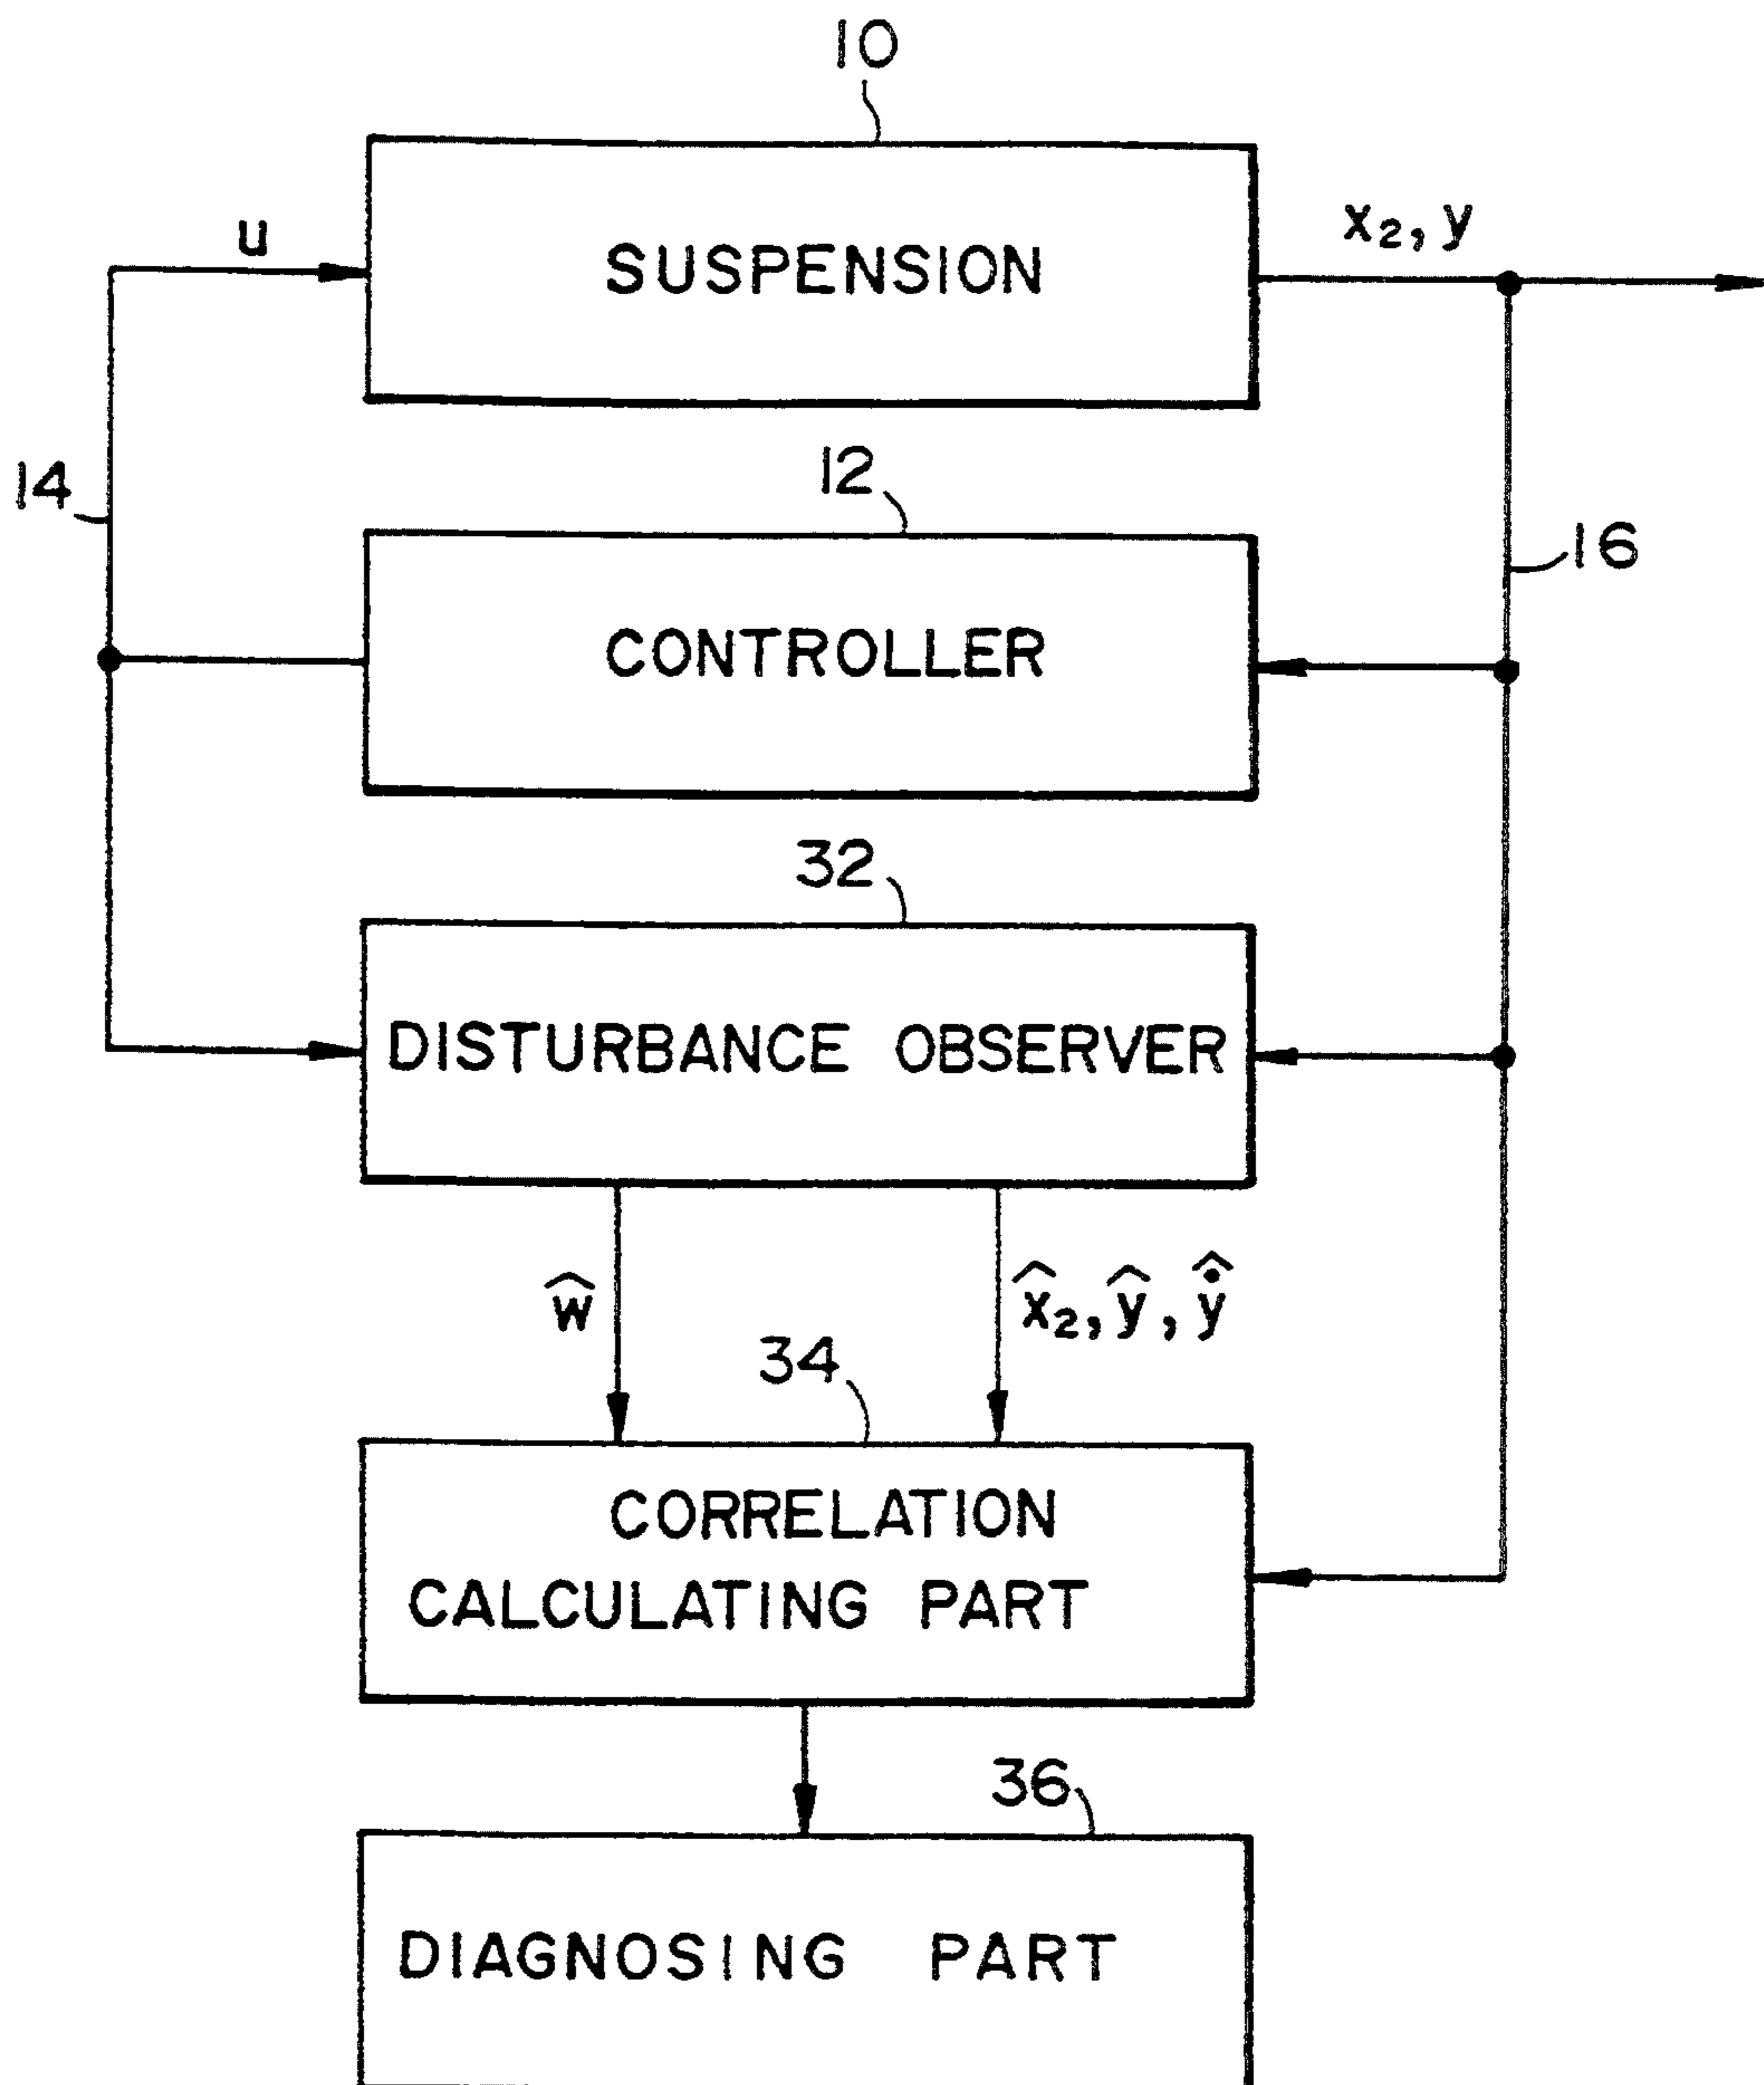 10
u
x₂, y
SUSPENSION
12
14
16
CONTROLLER
32
DISTURBANCE OBSERVER
ŵ
x̂₂, ŷ, ẏ̂
34
CORRELATION
CALCULATING PART
36
DIAGNOSING PART